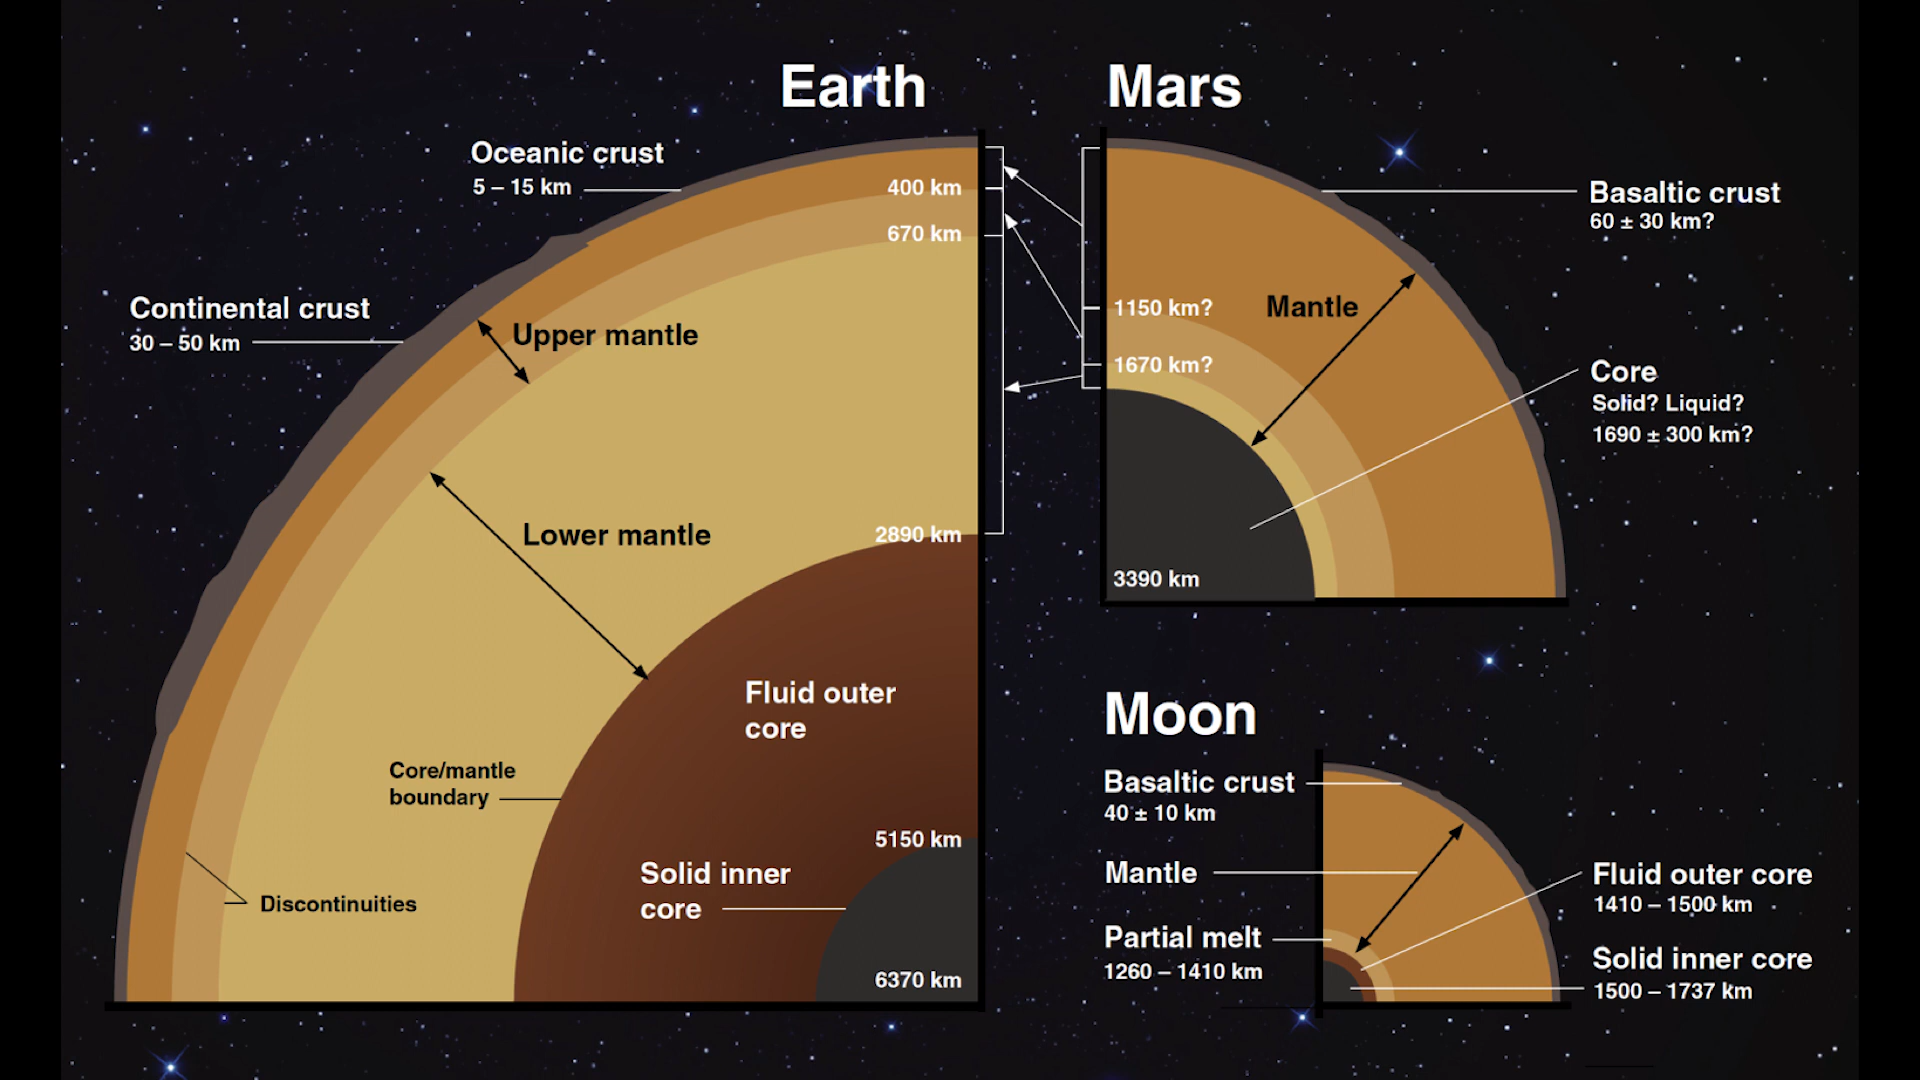 Earth
Oceanic crust
5 – 15 km
400 km
670 km
Continental crust
30 – 50 km
Upper mantle
Lower mantle
2890 km
Fluid outer
core
Core/mantle
boundary
5150 km
Solid inner
core
Discontinuities
6370 km
Mars
Basaltic crust
60 ± 30 km?
1150 km?
Mantle
1670 km?
Core
Solid? Liquid?
1690 ± 300 km?
3390 km
Moon
Basaltic crust
40 ± 10 km
Mantle
Partial melt
1260 – 1410 km
Fluid outer core
1410 – 1500 km
Solid inner core
1500 – 1737 km